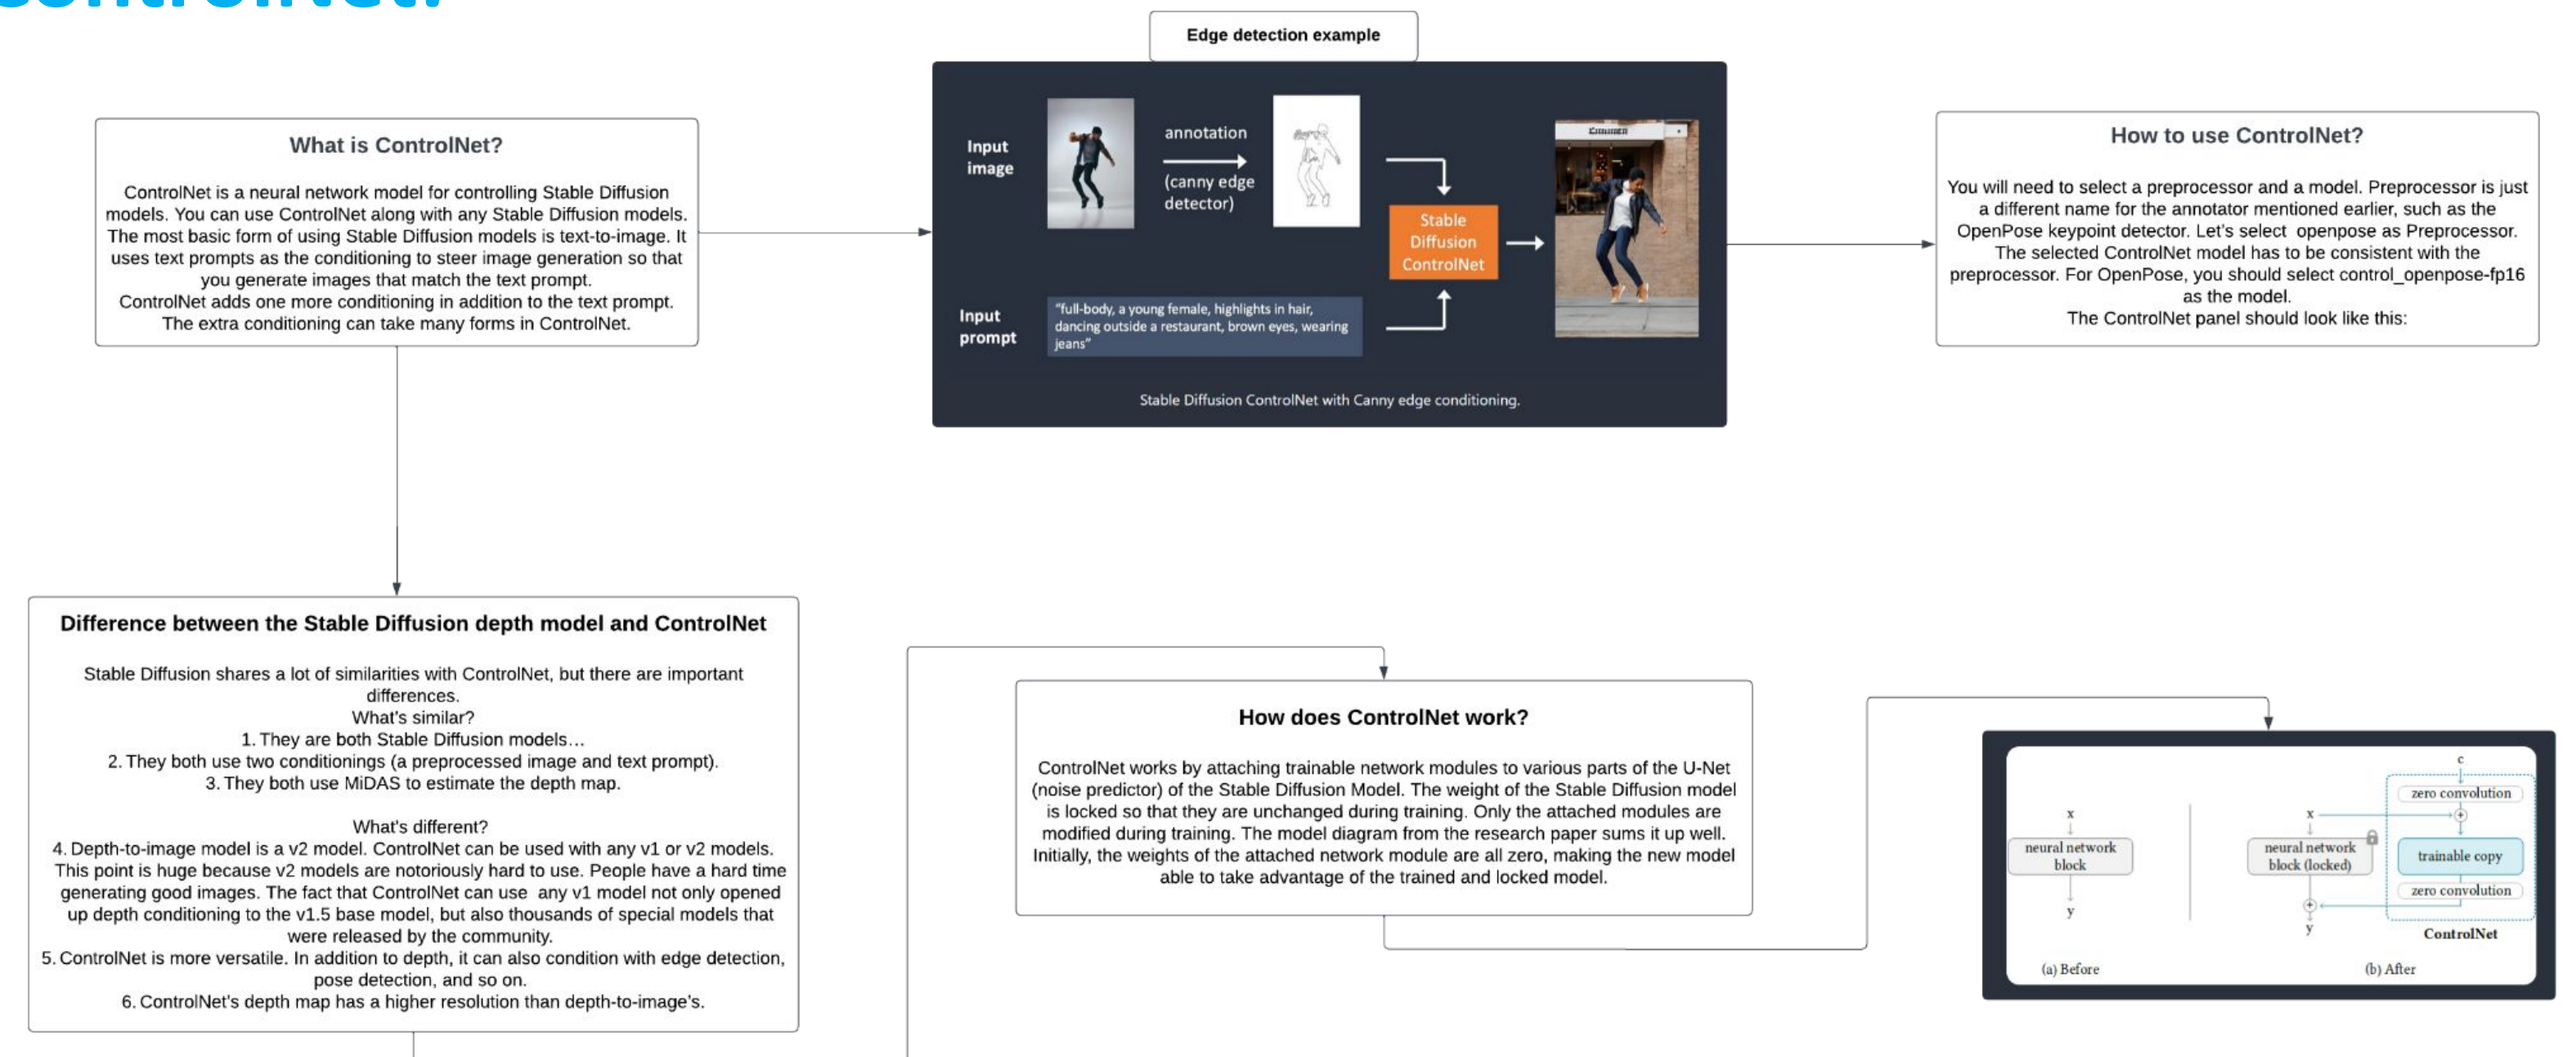 ControlNet.
Edge detection example
What is ControlNet?
ControlNet is a neural network model for controlling Stable Diffusion
models. You can use ControlNet along with any Stable Diffusion models.
The most basic form of using Stable Diffusion models is text-to-image. It
uses text prompts as the conditioning to steer image generation so that
you generate images that match the text prompt.
ControlNet adds one more conditioning in addition to the text prompt.
The extra conditioning can take many forms in ControlNet.
Input
image
annotation
(canny edge
detector)
Stable
Diffusion
ControlNet
Input
prompt
"full-body, a young female, highlights in hair,
dancing outside a restaurant, brown eyes, wearing
jeans"
Stable Diffusion ControlNet with Canny edge conditioning.
How to use ControlNet?
You will need to select a preprocessor and a model. Preprocessor is just
a different name for the annotator mentioned earlier, such as the
OpenPose keypoint detector. Let's select openpose as Preprocessor.
The selected ControlNet model has to be consistent with the
preprocessor. For OpenPose, you should select control_openpose-fp16
as the model.
The ControlNet panel should look like this:
Difference between the Stable Diffusion depth model and ControlNet
Stable Diffusion shares a lot of similarities with ControlNet, but there are important
differences.
What's similar?
1. They are both Stable Diffusion models…
2. They both use two conditionings (a preprocessed image and text prompt).
3. They both use MiDAS to estimate the depth map.
What's different?
4. Depth-to-image model is a v2 model. ControlNet can be used with any v1 or v2 models.
This point is huge because v2 models are notoriously hard to use. People have a hard time
generating good images. The fact that ControlNet can use any v1 model not only opened
up depth conditioning to the v1.5 base model, but also thousands of special models that
were released by the community.
5. ControlNet is more versatile. In addition to depth, it can also condition with edge detection,
pose detection, and so on.
6. ControlNet's depth map has a higher resolution than depth-to-image's.
How does ControlNet work?
ControlNet works by attaching trainable network modules to various parts of the U-Net
(noise predictor) of the Stable Diffusion Model. The weight of the Stable Diffusion model
is locked so that they are unchanged during training. Only the attached modules are
modified during training. The model diagram from the research paper sums it up well.
Initially, the weights of the attached network module are all zero, making the new model
able to take advantage of the trained and locked model.
x
neural network
block
y
(a) Before
c
zero convolution
x
+
neural network
block (locked)
trainable copy
zero convolution
+
y
ControlNet
(b) After